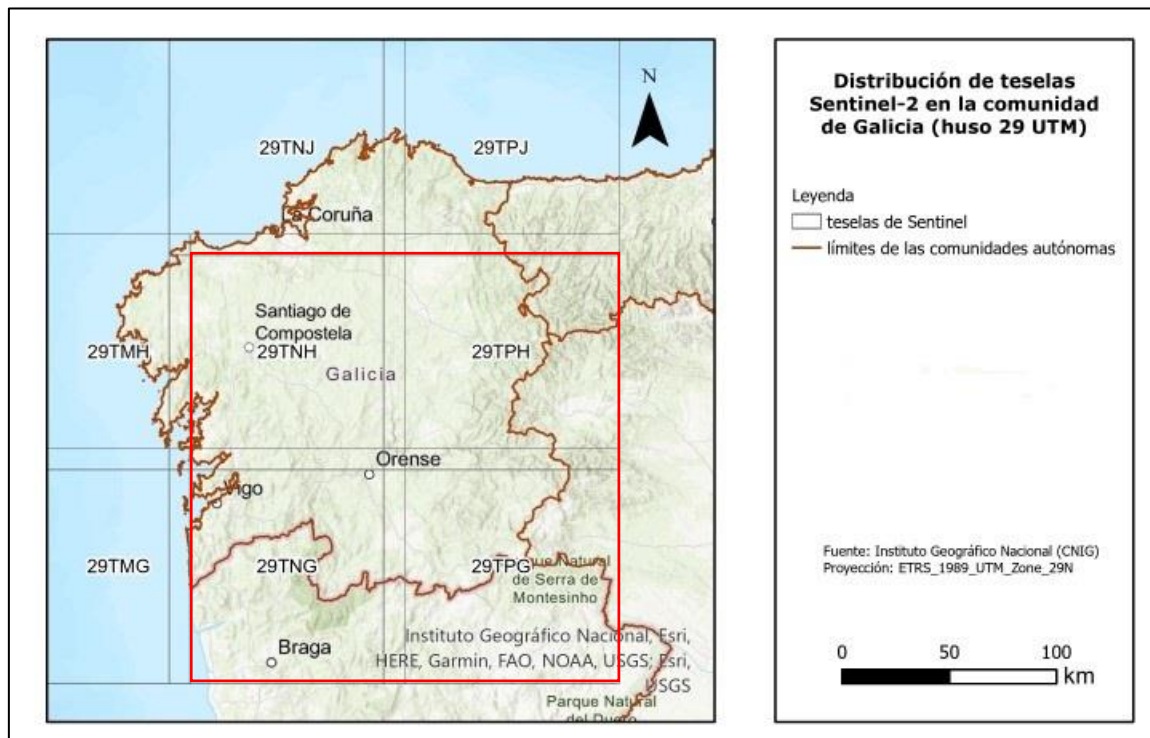 N
29TNJ
29TPJ
a Coruña
Santiago de
Compostela
29TMH
29TNH
29TPH
Galicia
Orense
Vigo
29TMG
29TNG
29TPG
que Natural
de Serra de
Montesinho
Instituto Geográfico Nacional, Esri,
HERE, Garmin, FAO, NOAA, USGS; Esri,
USGS
Braga
Parque Natural
del Duero
Distribución de teselas
Sentinel-2 en la comunidad
de Galicia (huso 29 UTM)
Leyenda
teselas de Sentinel
límites de las comunidades autónomas
Fuente: Instituto Geográfico Nacional (CNIG)
Proyección: ETRS_1989_UTM_Zone_29N
0 50 100
km